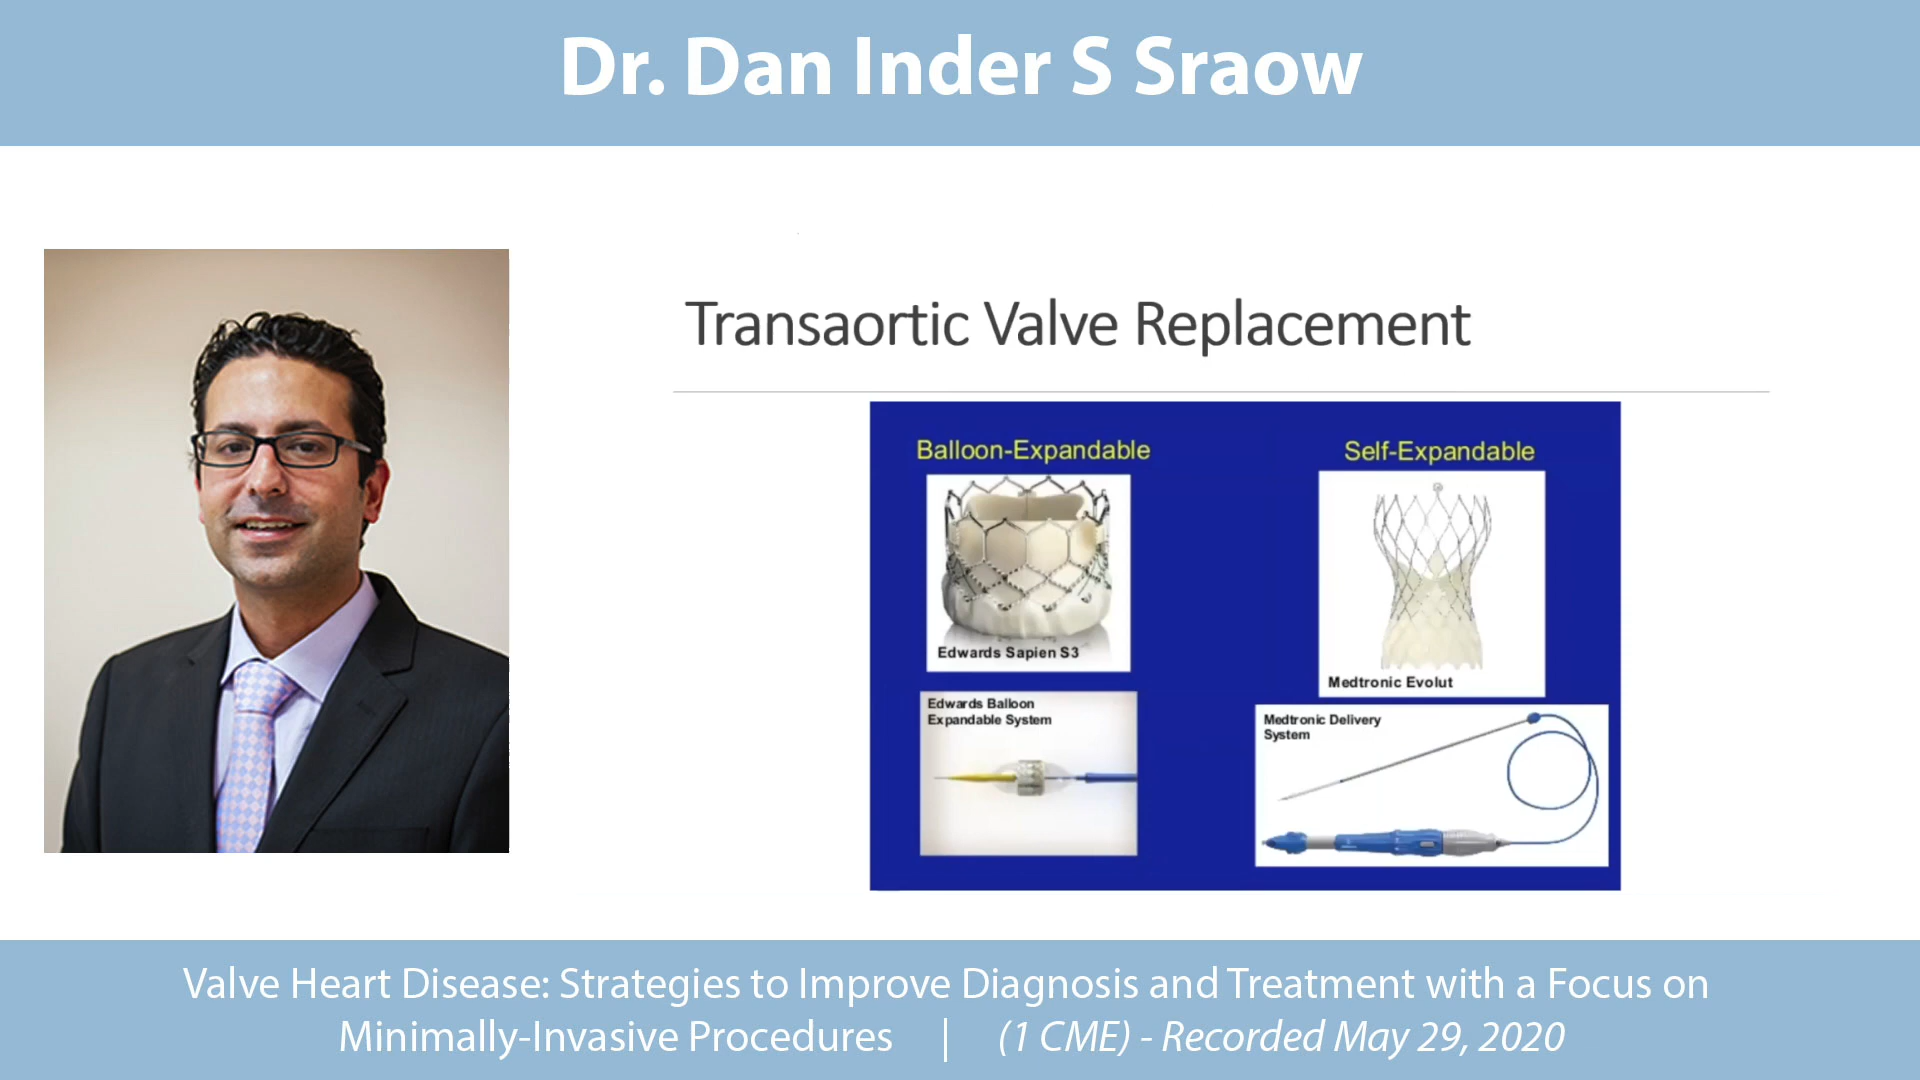 Dr. Dan Inder S Sraow
Transaortic Valve Replacement
Balloon-Expandable
Self-Expandable
Edwards Sapien S3
Medtronic Evolut
Edwards Balloon
Expandable System
Medtronic Delivery
System
Valve Heart Disease: Strategies to Improve Diagnosis and Treatment with a Focus on
Minimally-Invasive Procedures | (1 CME) - Recorded May 29, 2020